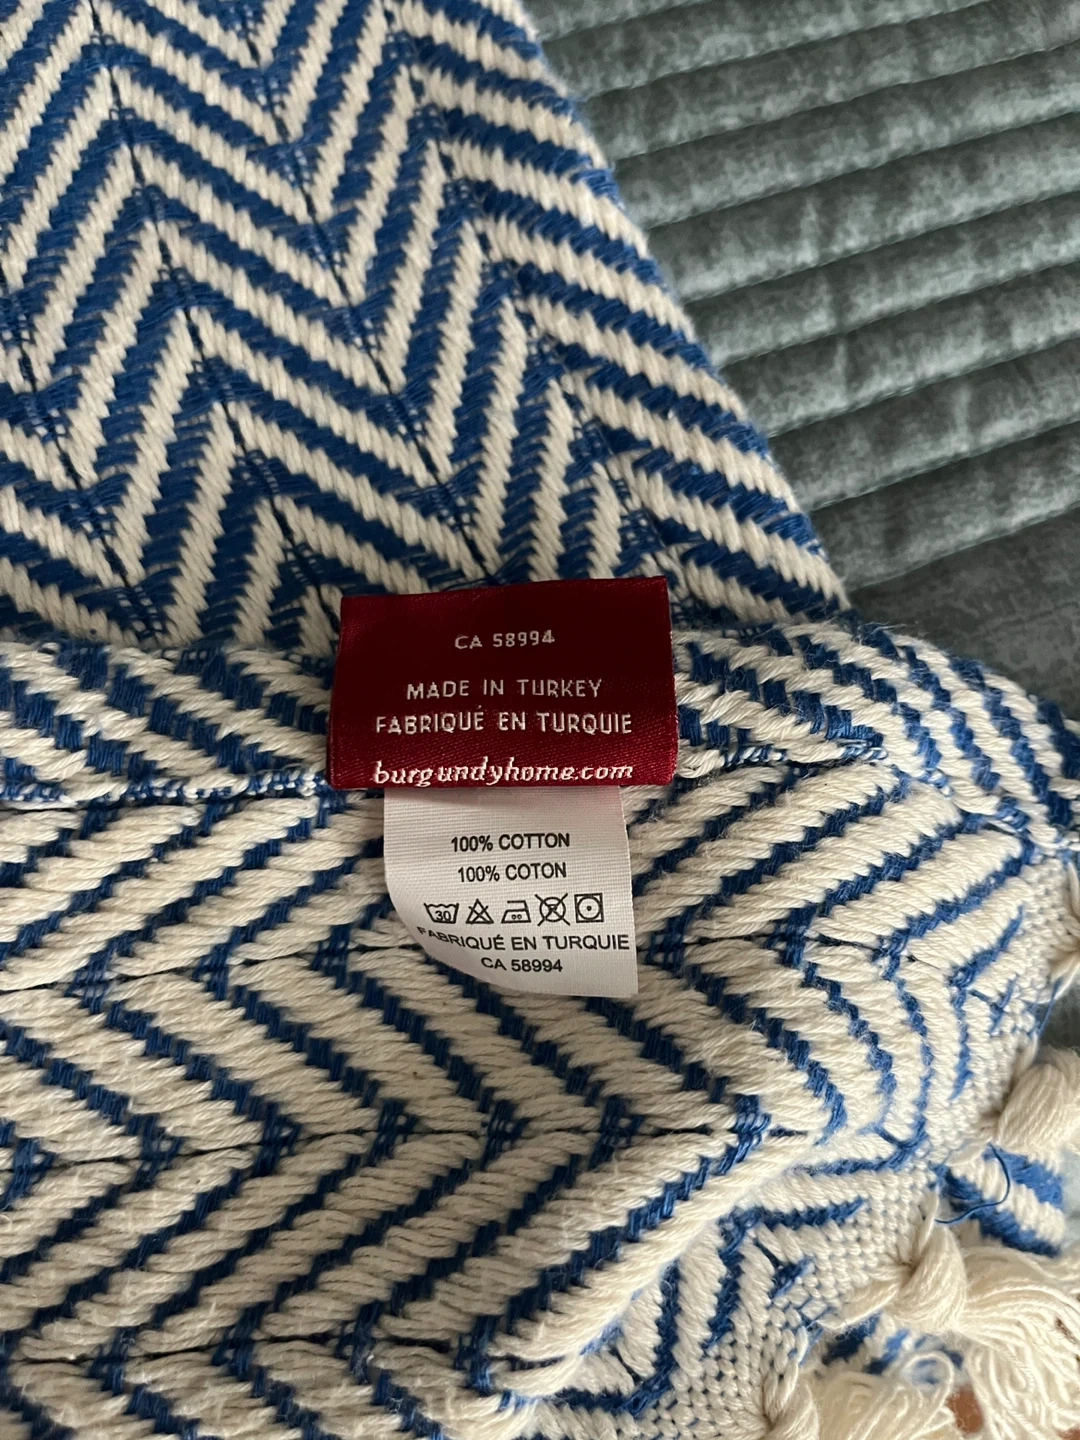 CA 58994
MADE IN TURKEY
FABRIQUÉ EN TURQUIE
burgundyhome.com
100% COTTON
100% COTON
30
FABRIQUÉ EN TURQUIE
CA 58994